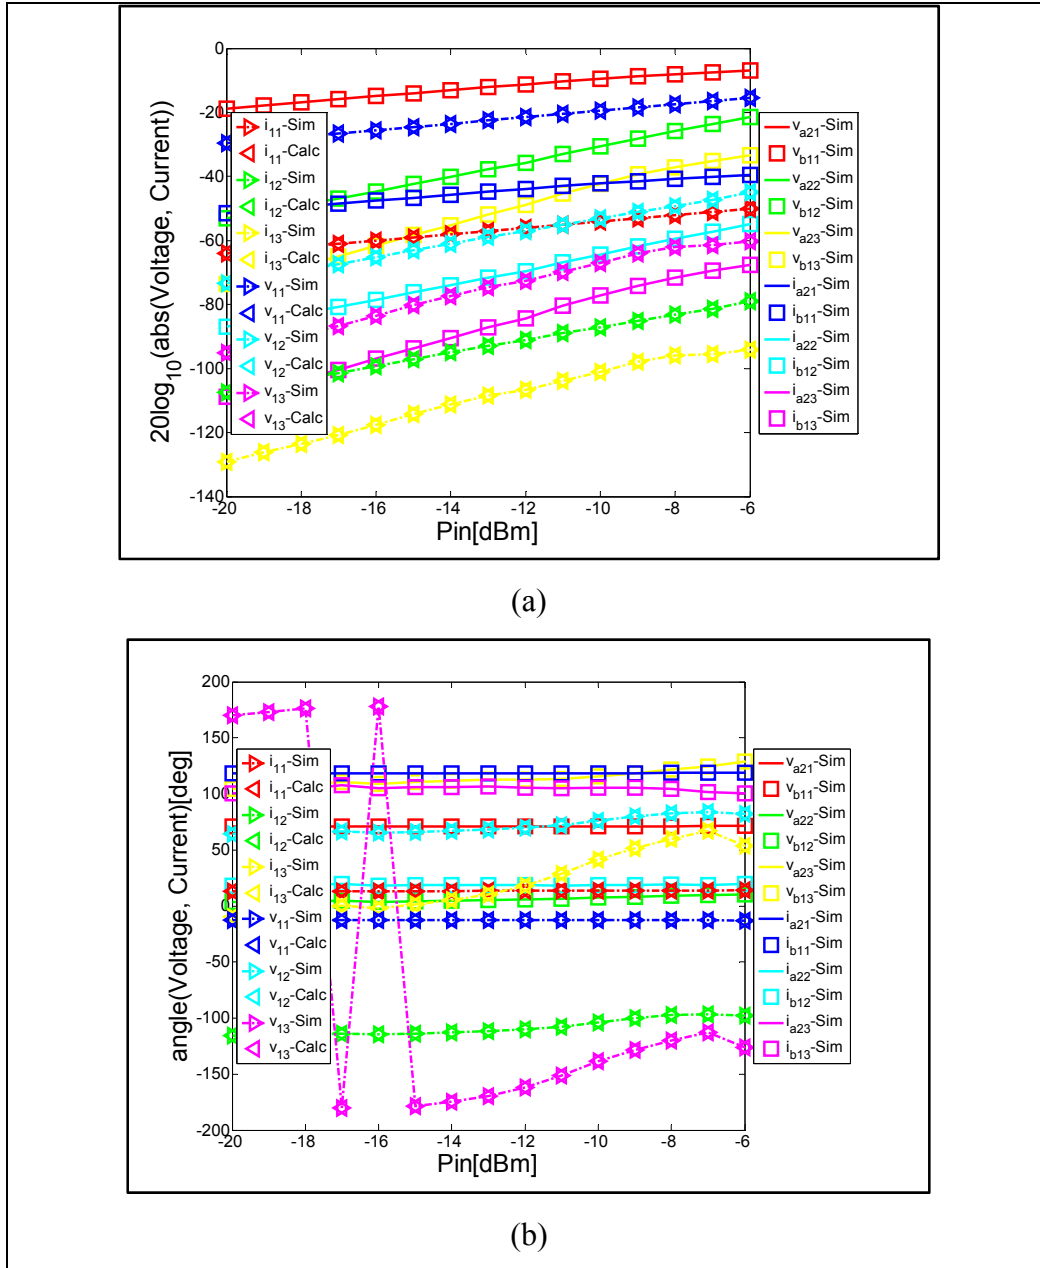 0
-20
-40
-60
-80
-100
-120
-140
20log10(abs(Voltage, Current))
i11-Sim
i11-Calc
i12-Sim
i12-Calc
i13-Sim
i13-Calc
v11-Sim
v11-Calc
v12-Sim
v12-Calc
v13-Sim
v13-Calc
va21-Sim
vb11-Sim
va22-Sim
vb12-Sim
va23-Sim
vb13-Sim
ia21-Sim
ib11-Sim
ia22-Sim
ib12-Sim
ia23-Sim
ib13-Sim
-20 -18 -16 -14 -12 -10 -8 -6
Pin[dBm]
(a)
200
150
100
50
0
-50
-100
-150
-200
angle(Voltage, Current)[deg]
i11-Sim
i11-Calc
i12-Sim
i12-Calc
i13-Sim
i13-Calc
v11-Sim
v11-Calc
v12-Sim
v12-Calc
v13-Sim
v13-Calc
va21-Sim
vb11-Sim
va22-Sim
vb12-Sim
va23-Sim
vb13-Sim
ia21-Sim
ib11-Sim
ia22-Sim
ib12-Sim
ia23-Sim
ib13-Sim
-20 -18 -16 -14 -12 -10 -8 -6
Pin[dBm]
(b)